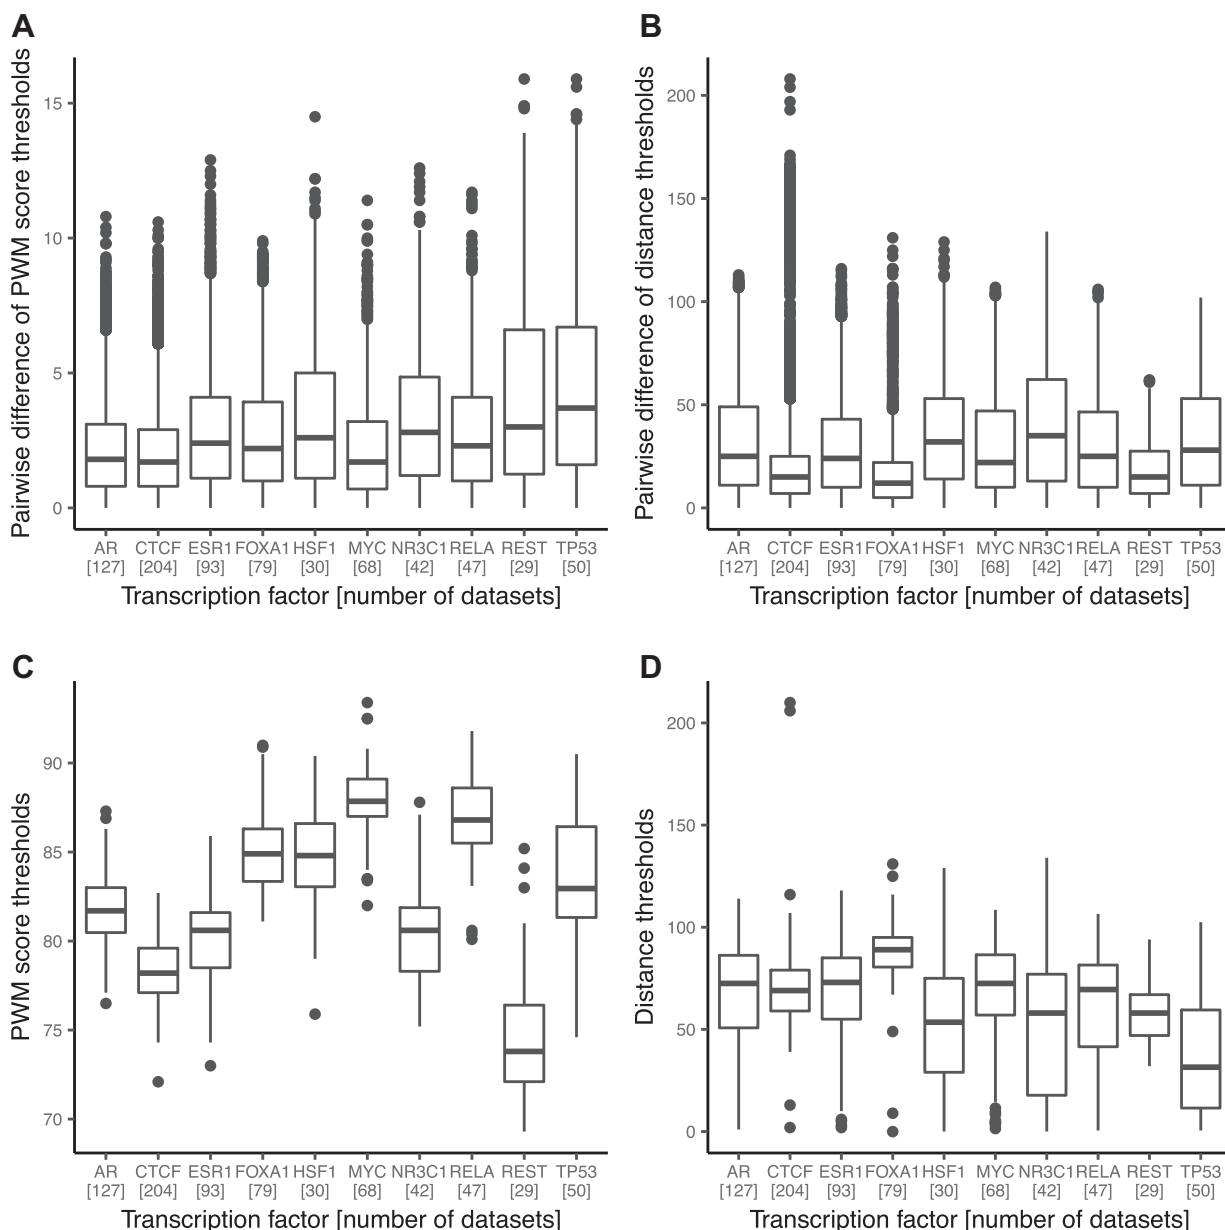 A
Pairwise difference of PWM score thresholds
15
10
5
0
AR CTCF ESR1 FOXA1 HSF1 MYC NR3C1 RELA REST TP53
[127] [204] [93] [79] [30] [68] [42] [47] [29] [50]
Transcription factor [number of datasets]
B
Pairwise difference of distance thresholds
200
150
100
50
0
AR CTCF ESR1 FOXA1 HSF1 MYC NR3C1 RELA REST TP53
[127] [204] [93] [79] [30] [68] [42] [47] [29] [50]
Transcription factor [number of datasets]
C
PWM score thresholds
90
85
80
75
70
AR CTCF ESR1 FOXA1 HSF1 MYC NR3C1 RELA REST TP53
[127] [204] [93] [79] [30] [68] [42] [47] [29] [50]
Transcription factor [number of datasets]
D
Distance thresholds
200
150
100
50
0
AR CTCF ESR1 FOXA1 HSF1 MYC NR3C1 RELA REST TP53
[127] [204] [93] [79] [30] [68] [42] [47] [29] [50]
Transcription factor [number of datasets]